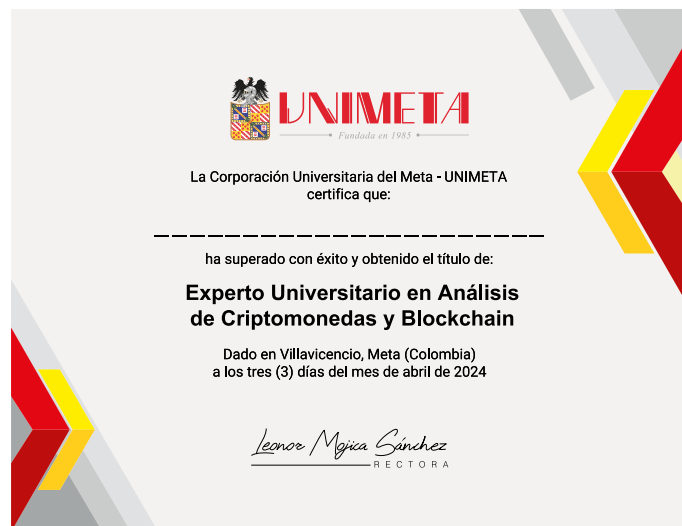 UNIMETA
Fundada en 1985
La Corporación Universitaria del Meta - UNIMETA
certifica que:
ha superado con éxito y obtenido el título de:
Experto Universitario en Análisis
de Criptomonedas y Blockchain
Dado en Villavicencio, Meta (Colombia)
a los tres (3) días del mes de abril de 2024
Leonor Mojica Sánchez
RECTORA